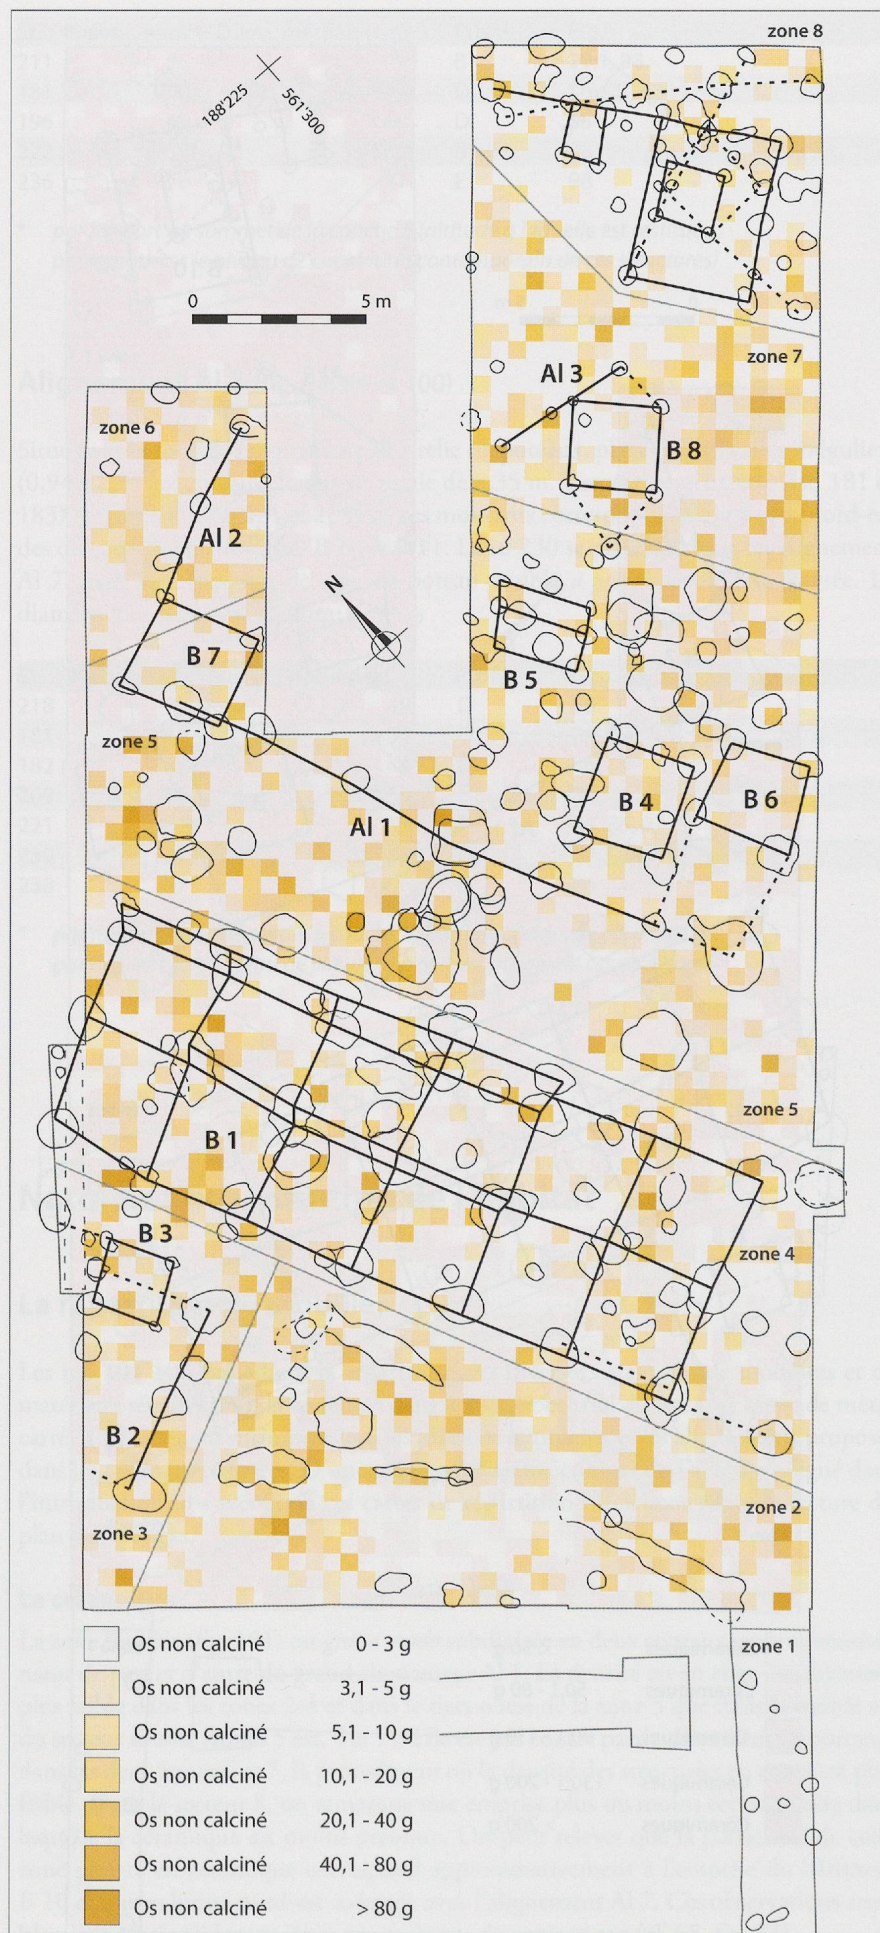 zone 8
188'225
561'300
0
5 m
zone 7
Al 3
B 8
zone 6
Al 2
N
B 7
B 5
zone 5
B 4
B 6
Al 1
zone 5
B 1
B 3
zone 4
B 2
zone 2
zone 3
zone 1
Os non calciné 0 - 3 g
Os non calciné 3,1 - 5 g
Os non calciné 5,1 - 10 g
Os non calciné 10,1 - 20 g
Os non calciné 20,1 - 40 g
Os non calciné 40,1 - 80 g
Os non calciné > 80 g